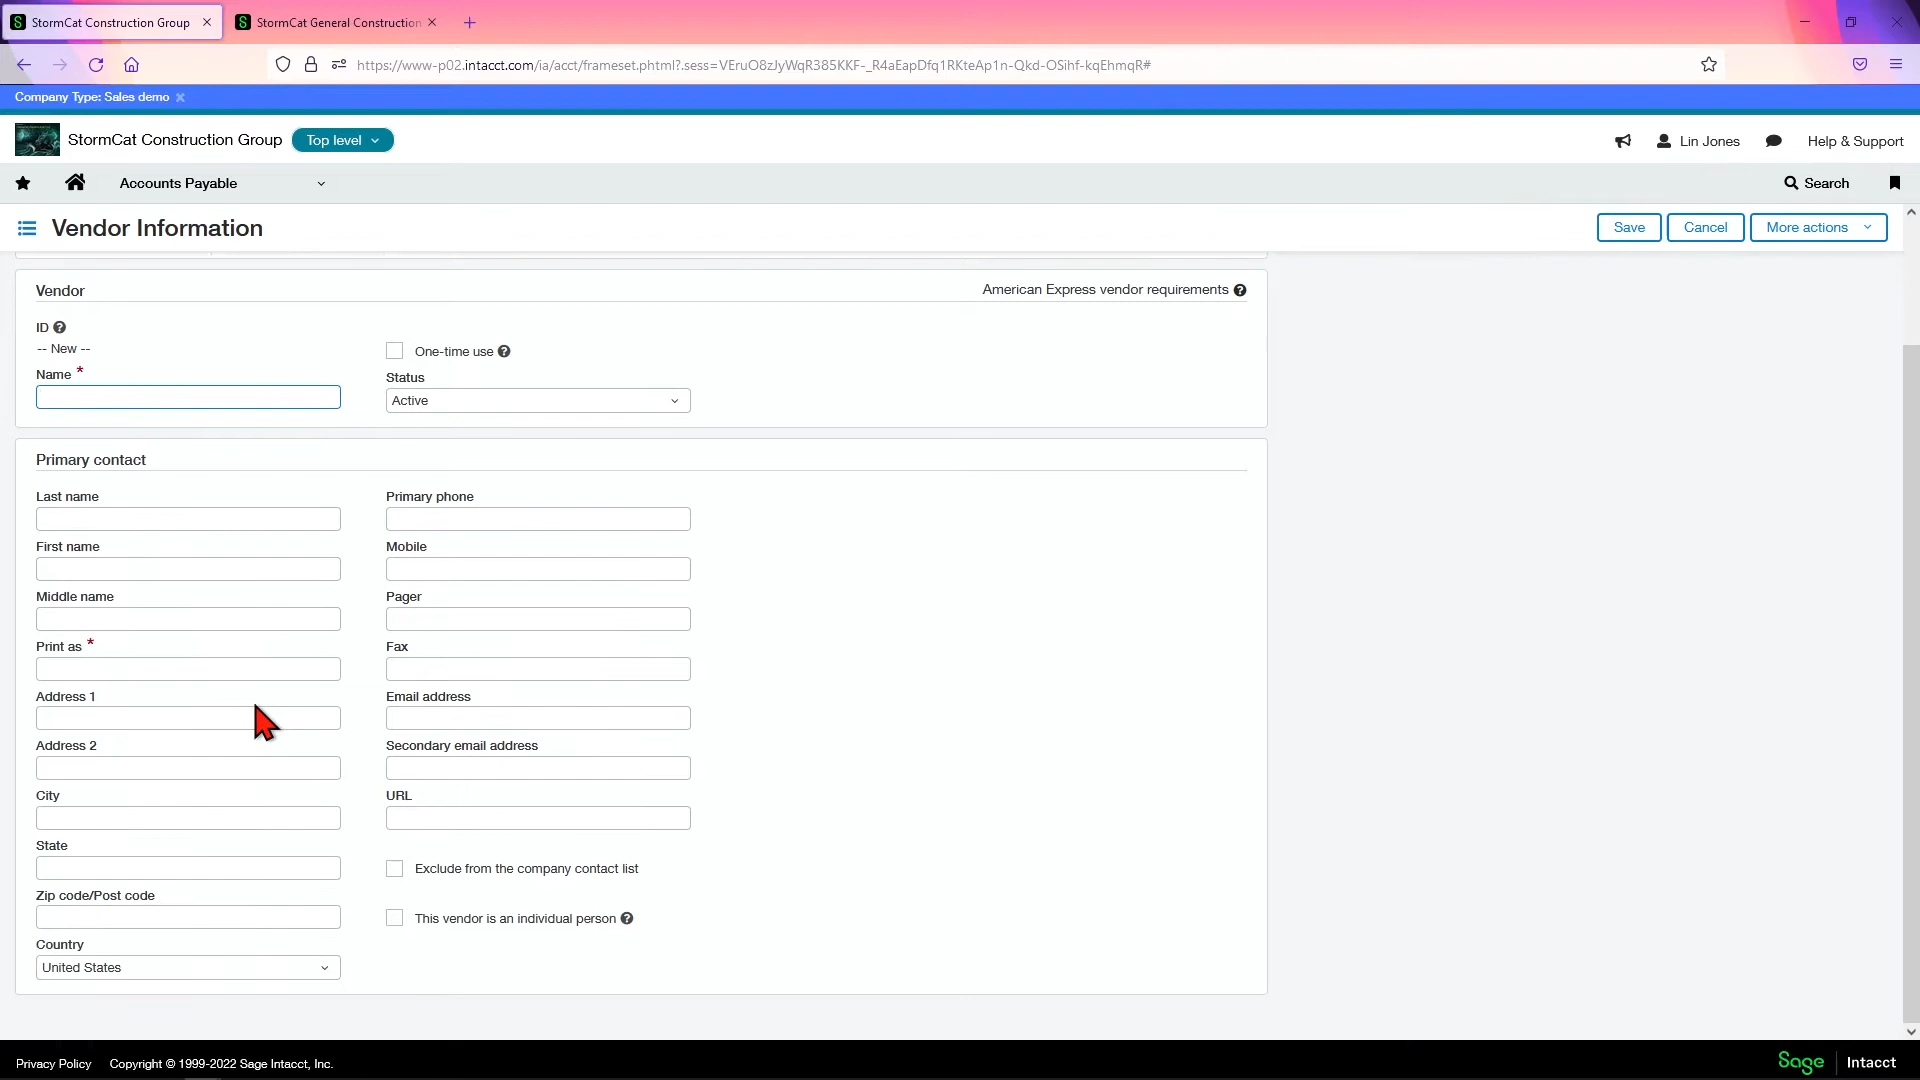 StormCat Construction Group
StormCat General Construction
https://www-p02.intacct.com/ia/acct/frameset.phtml?.sess=VEruO8zJyWqR385KKF-_R4aEapDfq1RKteAp1n-Qkd-OSihf-kqEhmqR#
Company Type: Sales demo
StormCat Construction Group
Top level
Lin Jones
Help & Support
Accounts Payable
Search
Vendor Information
Save
Cancel
More actions
Vendor
American Express vendor requirements
ID
-- New --
One-time use
Name *
Status
Active
Primary contact
Last name
Primary phone
First name
Mobile
Middle name
Pager
Print as *
Fax
Address 1
Email address
Address 2
Secondary email address
City
URL
State
Exclude from the company contact list
Zip code/Post code
This vendor is an individual person
Country
United States
Privacy Policy
Copyright © 1999-2022 Sage Intacct, Inc.
Sage
Intacct